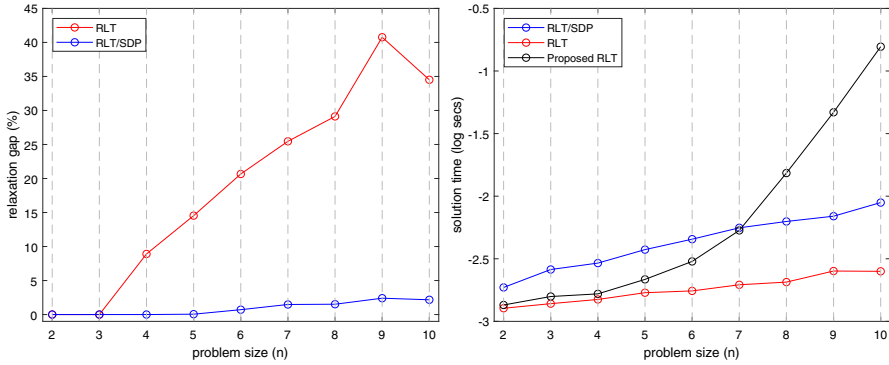 RLT
RLT/SDP
relaxation gap (%)
45
40
35
30
25
20
15
10
5
0
2 3 4 5 6 7 8 9 10
problem size (n)
RLT/SDP
RLT
Proposed RLT
solution time (log secs)
-0.5
-1
-1.5
-2
-2.5
-3
2 3 4 5 6 7 8 9 10
problem size (n)